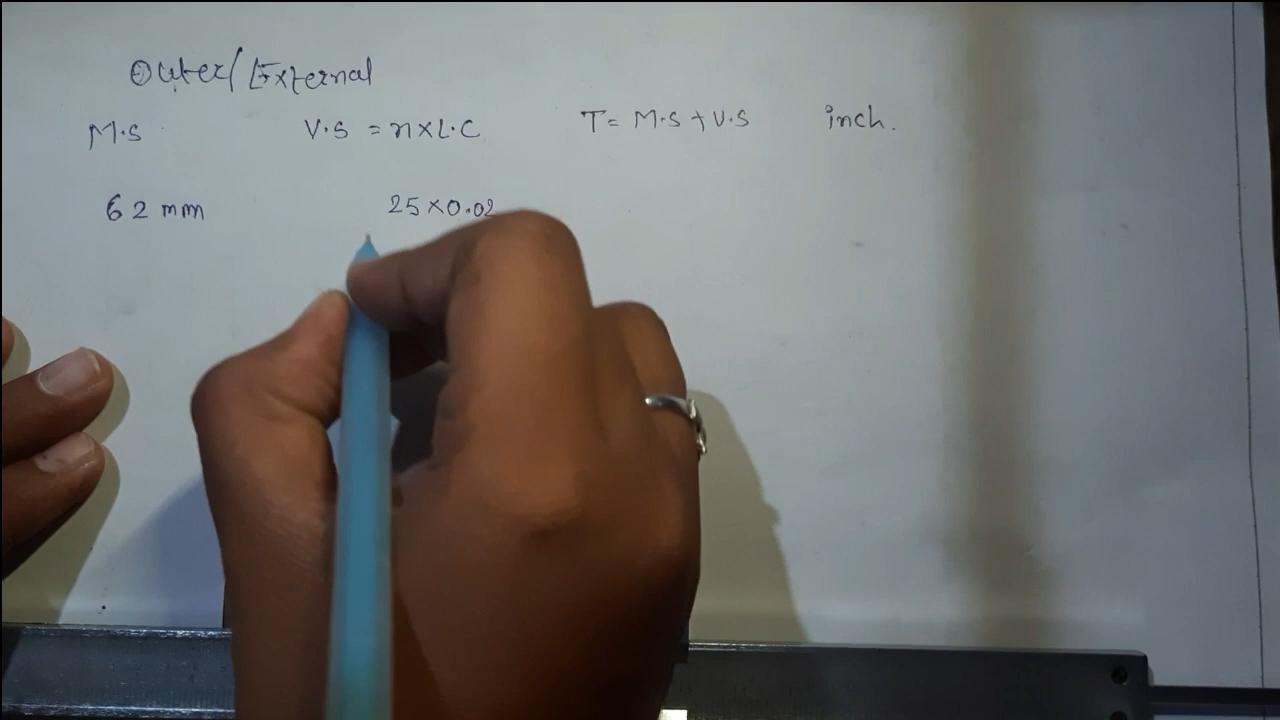 Outer/External
M.S V.S = n×L.C T= M.S + V.S inch.
62 mm 25×0.02